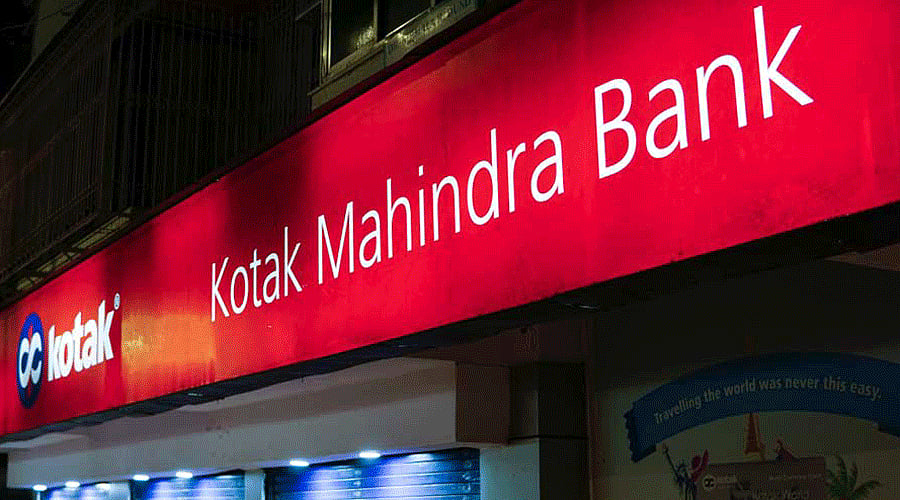 kotak®
Kotak Mahindra Bank
Travelling the world was never this easy.